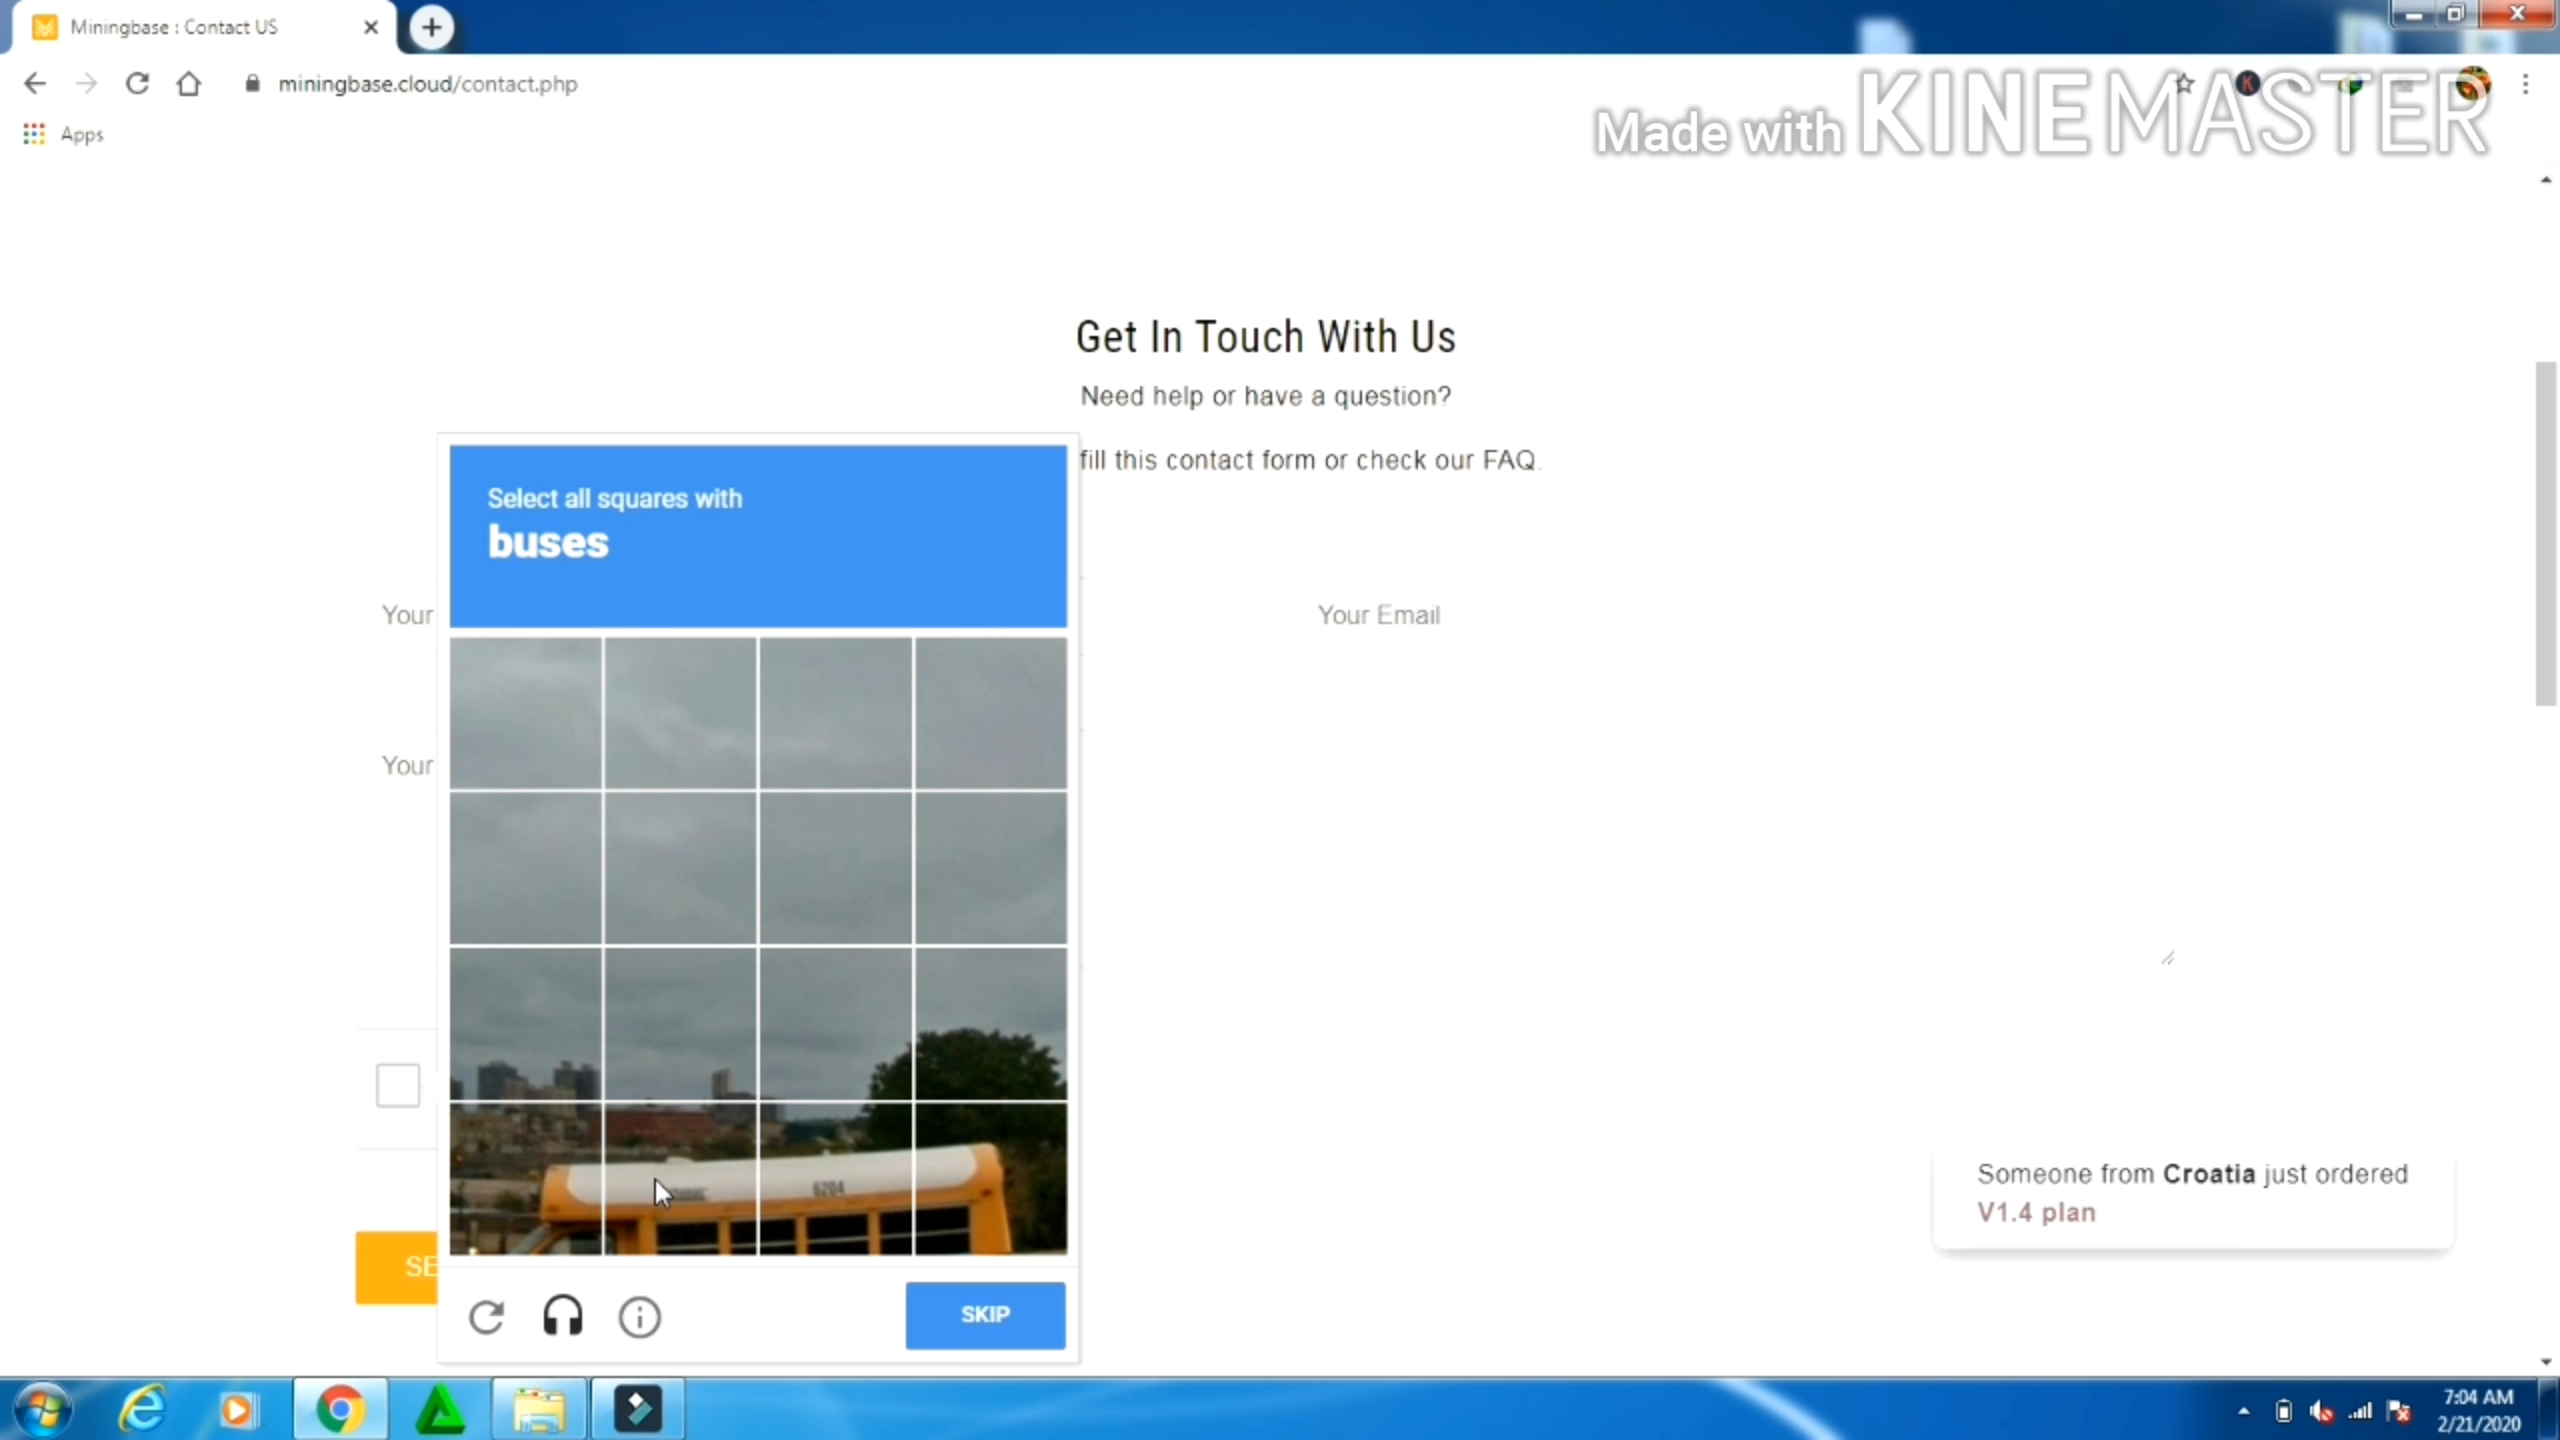 Miningbase : Contact US
miningbase.cloud/contact.php
Apps
Made with KINEMASTER
Get In Touch With Us
Need help or have a question?
fill this contact form or check our FAQ.
Select all squares with
buses
Your
Your Email
Your
6204
Someone from Croatia just ordered
V1.4 plan
SE
SKIP
7:04 AM
2/21/2020